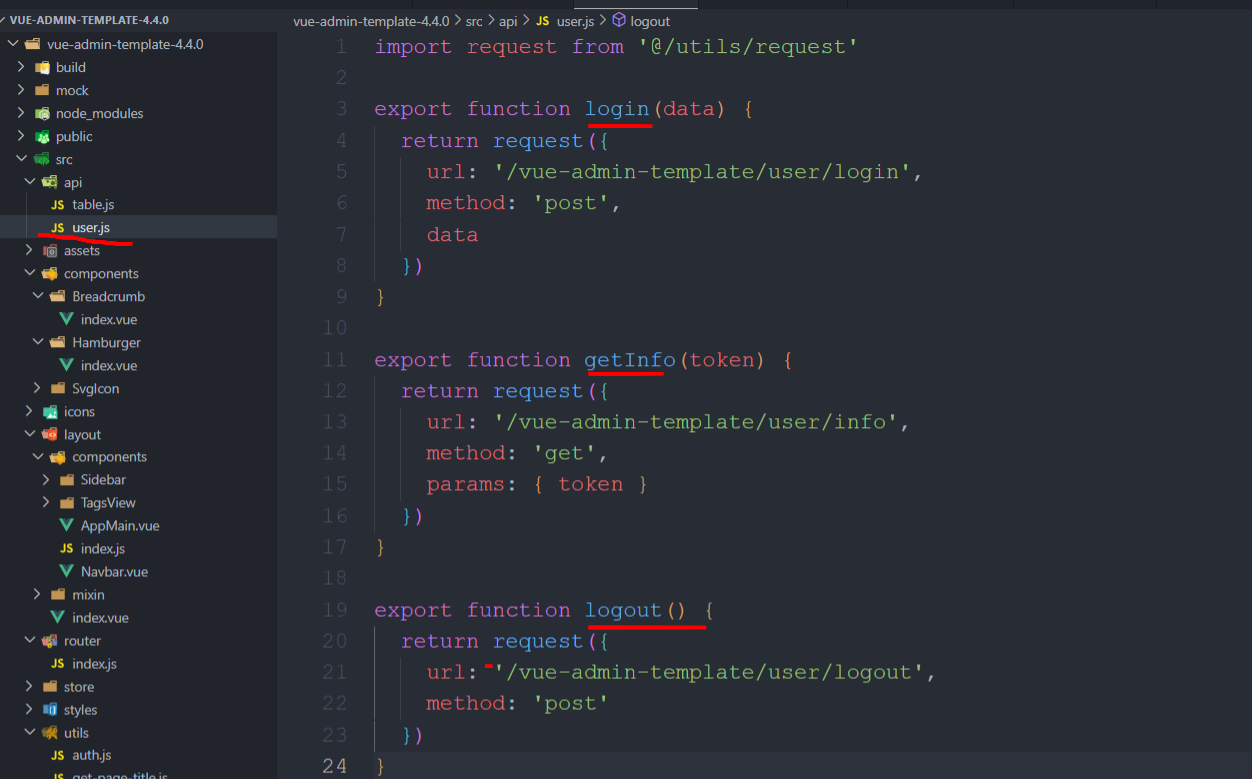 VUE-ADMIN-TEMPLATE-4.4.0
vue-admin-template-4.4.0
build
mock
node_modules
public
src
api
JS table.js
JS user.js
assets
components
Breadcrumb
index.vue
Hamburger
index.vue
SvgIcon
icons
layout
components
Sidebar
TagsView
AppMain.vue
JS index.js
Navbar.vue
mixin
index.vue
router
JS index.js
store
styles
utils
JS auth.js
JS get-page-title.js
vue-admin-template-4.4.0 > src > api > JS user.js > logout
1 import request from '@/utils/request'
2
3 export function login(data) {
4 return request({
5 url: '/vue-admin-template/user/login',
6 method: 'post',
7 data
8 })
9 }
10
11 export function getInfo(token) {
12 return request({
13 url: '/vue-admin-template/user/info',
14 method: 'get',
15 params: { token }
16 })
17 }
18
19 export function logout() {
20 return request({
21 url: '/vue-admin-template/user/logout',
22 method: 'post'
23 })
24 }